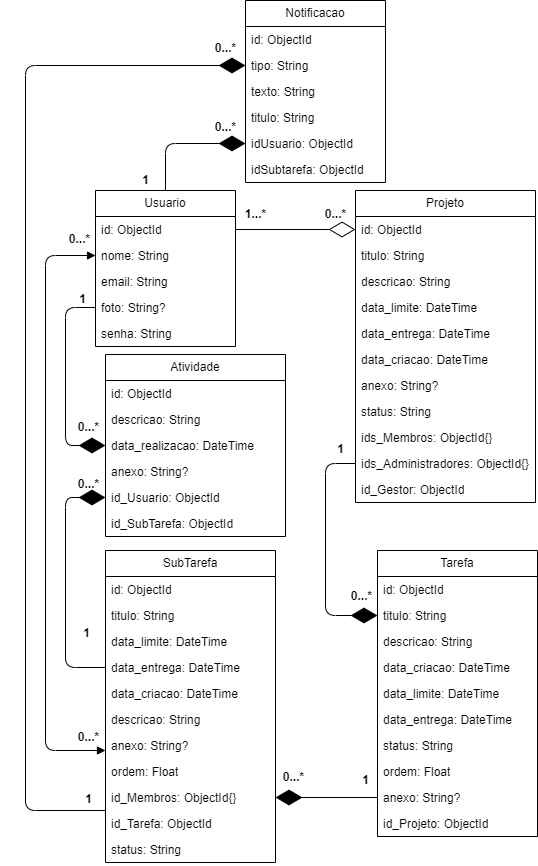 Notificacao
id: ObjectId
tipo: String
texto: String
titulo: String
idUsuario: ObjectId
idSubtarefa: ObjectId
0...*
0...*
1
Usuario
id: ObjectId
nome: String
email: String
foto: String?
senha: String
1...*
0...*
0...*
1
Projeto
id: ObjectId
titulo: String
descricao: String
data_limite: DateTime
data_entrega: DateTime
data_criacao: DateTime
anexo: String?
status: String
ids_Membros: ObjectId{}
ids_Administradores: ObjectId{}
id_Gestor: ObjectId
1
Atividade
id: ObjectId
descricao: String
data_realizacao: DateTime
anexo: String?
id_Usuario: ObjectId
id_SubTarefa: ObjectId
0...*
0...*
1
SubTarefa
id: ObjectId
titulo: String
data_limite: DateTime
data_entrega: DateTime
data_criacao: DateTime
descricao: String
anexo: String?
ordem: Float
id_Membros: ObjectId{}
id_Tarefa: ObjectId
status: String
0...*
1
0...*
1
0...*
Tarefa
id: ObjectId
titulo: String
descricao: String
data_criacao: DateTime
data_limite: DateTime
data_entrega: DateTime
status: String
ordem: Float
anexo: String?
id_Projeto: ObjectId